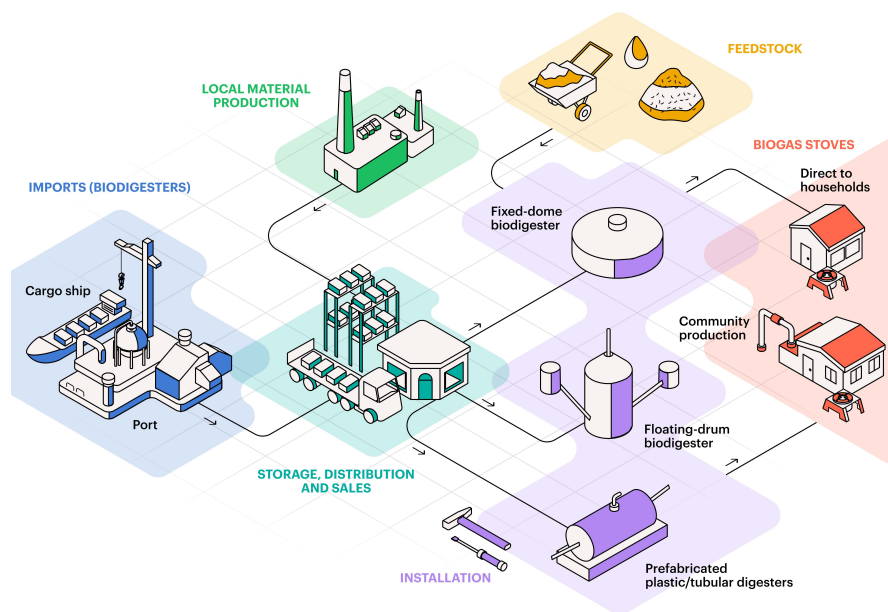 FEEDSTOCK
LOCAL MATERIAL
PRODUCTION
BIOGAS STOVES
Direct to
households
IMPORTS (BIODIGESTERS)
Fixed-dome
biodigester
Cargo ship
Community
production
Port
Floating-drum
biodigester
STORAGE, DISTRIBUTION
AND SALES
INSTALLATION
Prefabricated
plastic/tubular digesters